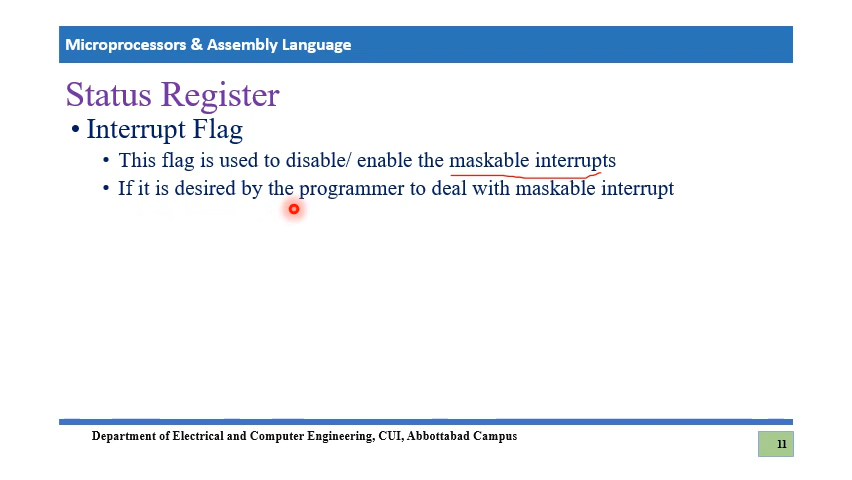 Microprocessors & Assembly Language
Status Register
• Interrupt Flag
• This flag is used to disable/ enable the maskable interrupts
• If it is desired by the programmer to deal with maskable interrupt
Department of Electrical and Computer Engineering, CUI, Abbottabad Campus
11